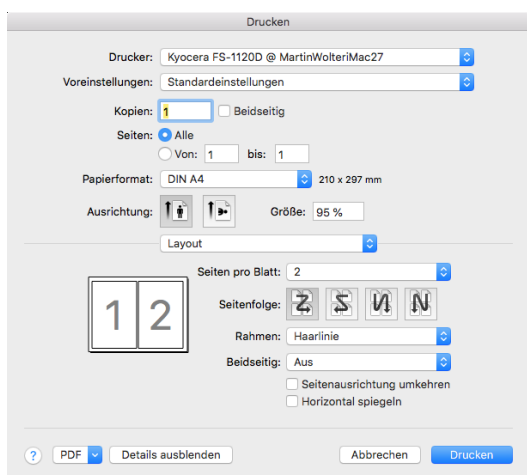 Drucken
Drucker: Kyocera FS-1120D @ MartinWolteriMac27
Voreinstellungen: Standardeinstellungen
Kopien: 1 Beidseitig
Seiten: Alle
Von: 1 bis: 1
Papierformat: DIN A4 210 x 297 mm
Ausrichtung: Größe: 95 %
Layout
Seiten pro Blatt: 2
1 2
Seitenfolge:
Rahmen: Haarlinie
Beidseitig: Aus
Seitenausrichtung umkehren
Horizontal spiegeln
? PDF Details ausblenden Abbrechen Drucken